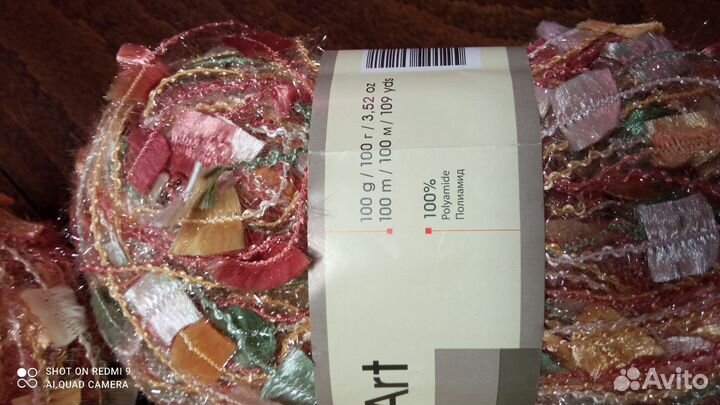 100 g / 100 г / 3,52 oz
100 m / 100 м / 109 yds
100%
Polyamide
Полиамид
Art
SHOT ON REDMI 9
AI QUAD CAMERA
Avito